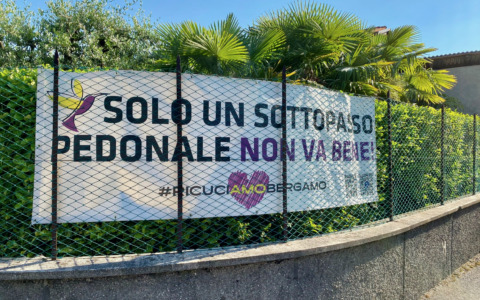 SOLO UN SOTTOPASSO
PEDONALE NON VA BENE!
#RICUCIAMOBERGAMO